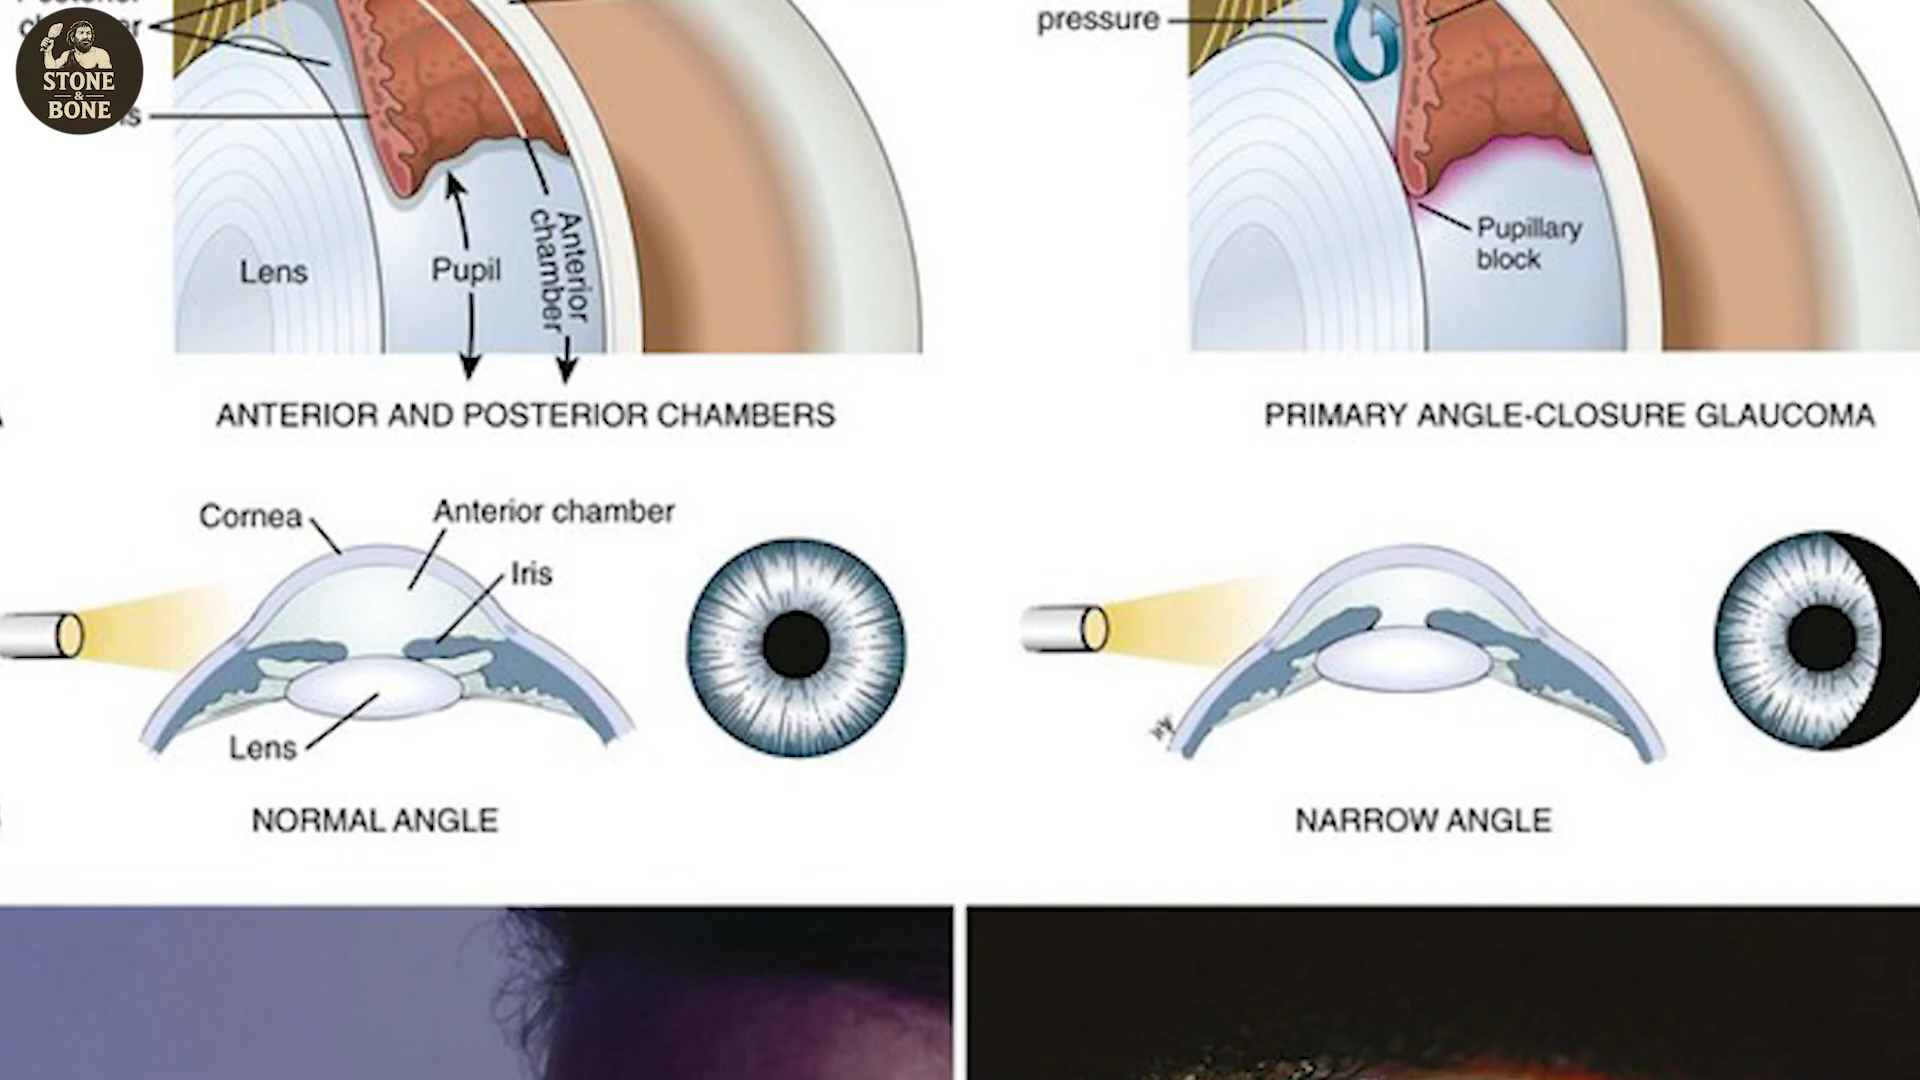 STONE
&
BONE
pressure
Lens
Pupil
Anterior
chamber
Pupillary
block
ANTERIOR AND POSTERIOR CHAMBERS
PRIMARY ANGLE-CLOSURE GLAUCOMA
Cornea
Anterior chamber
Iris
Lens
NORMAL ANGLE
NARROW ANGLE